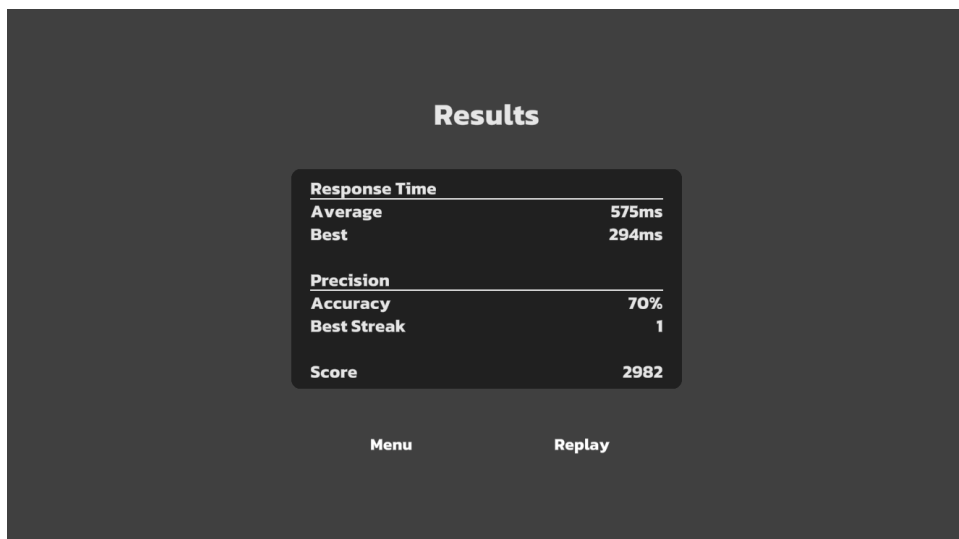 Results
Response Time
Average 575ms
Best 294ms
Precision
Accuracy 70%
Best Streak 1
Score 2982
Menu Replay